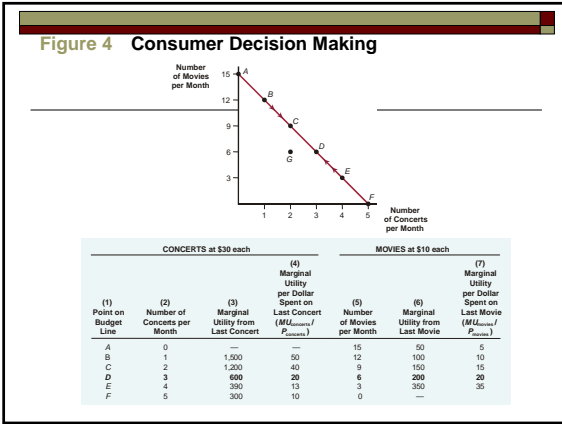 Figure 4 Consumer Decision Making
Number
of Movies
per Month
15
A
12
B
9
C
6
D
G
3
E
F
1 2 3 4 5
Number
of Concerts
per Month
CONCERTS at $30 each MOVIES at $10 each
(4) (7)
Marginal Marginal
Utility Utility
per Dollar per Dollar
(1) (2) (3) Spent on (5) (6) Spent on
Point on Number of Marginal Last Concert Number Marginal Last Movie
Budget Concerts per Utility from (MUconcerts / of Movies Utility from (MUmovies /
Line Month Last Concert Pconcerts ) per Month Last Movie Pmovies )
A 0 — — 15 50 5
B 1 1,500 50 12 100 10
C 2 1,200 40 9 150 15
D 3 600 20 6 200 20
E 4 390 13 3 350 35
F 5 300 10 0 —